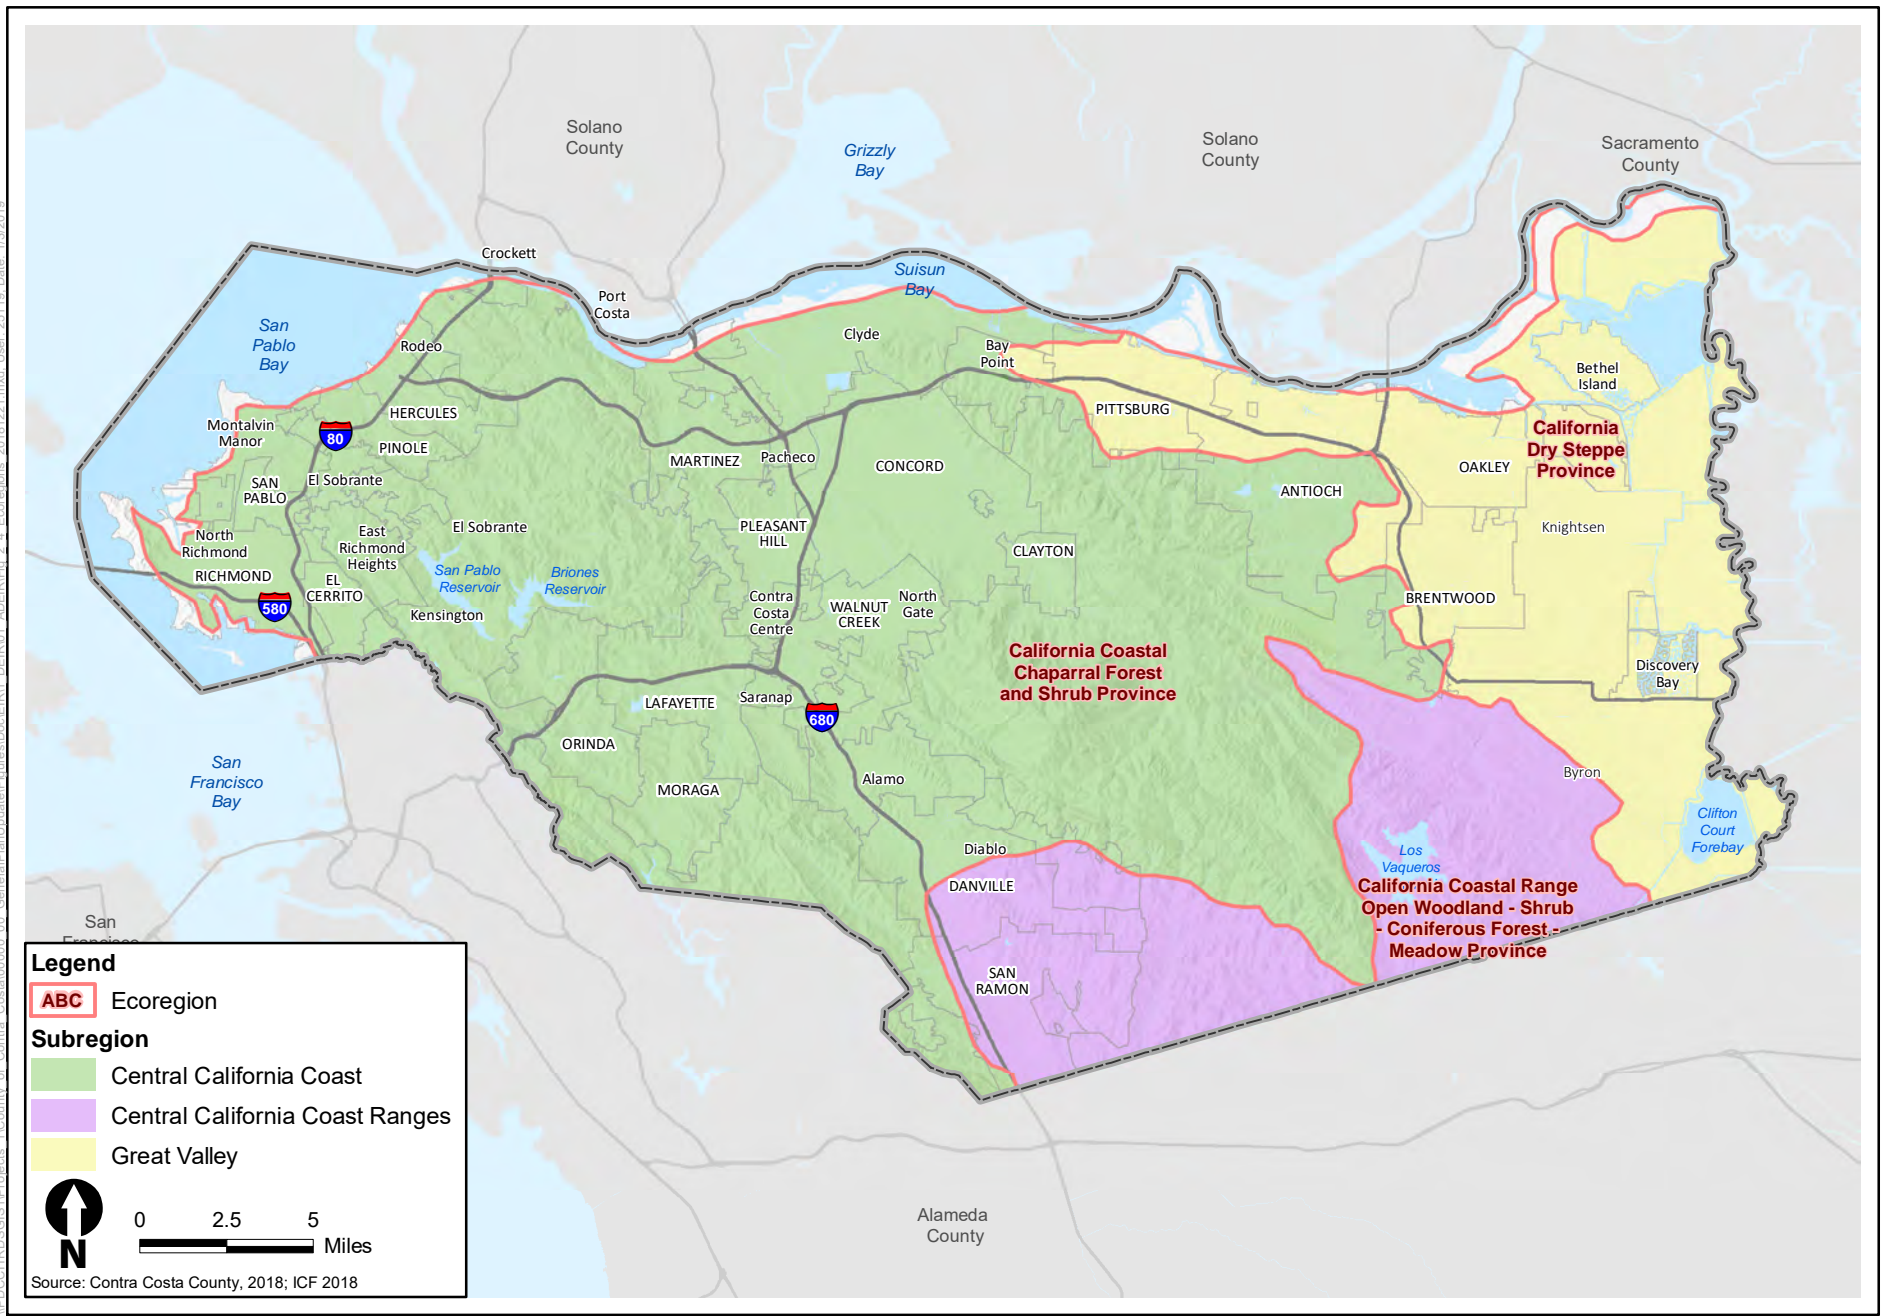 Solano
County
Grizzly
Bay
Solano
County
Sacramento
County
Crockett
Suisun
Bay
Port
Costa
San
Pablo
Bay
Rodeo
Clyde
Bay
Point
Bethel
Island
HERCULES
PITTSBURG
Montalvin
Manor
80
PINOLE
California
Dry Steppe
Province
MARTINEZ
Pacheco
CONCORD
OAKLEY
SAN
PABLO
El Sobrante
ANTIOCH
North
Richmond
East
Richmond
Heights
El Sobrante
PLEASANT
HILL
CLAYTON
Knightsen
RICHMOND
EL
CERRITO
580
San Pablo
Reservoir
Briones
Reservoir
Kensington
Contra
Costa
Centre
WALNUT
CREEK
North
Gate
BRENTWOOD
California Coastal
Chaparral Forest
and Shrub Province
Discovery
Bay
LAFAYETTE
Saranap
680
ORINDA
San
Francisco
Bay
MORAGA
Alamo
Byron
Clifton
Court
Forebay
Diablo
DANVILLE
Los
Vaqueros
California Coastal Range
Open Woodland - Shrub
- Coniferous Forest -
Meadow Province
SAN
RAMON
San
Francisco
Legend
ABC Ecoregion
Subregion
Central California Coast
Central California Coast Ranges
Great Valley
N
0 2.5 5
Miles
Source: Contra Costa County, 2018; ICF 2018
Alameda
County